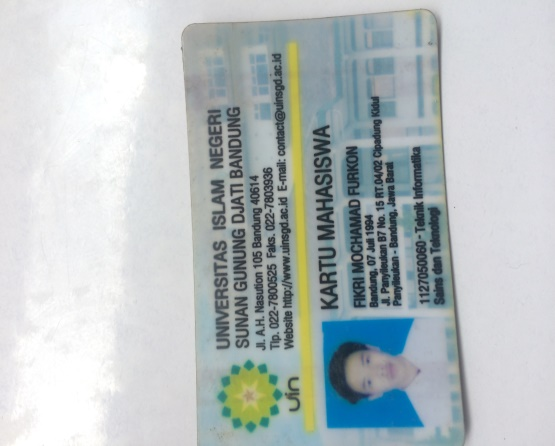 UNIVERSITAS ISLAM NEGERI
SUNAN GUNUNG DJATI BANDUNG
Jl. A.H. Nasution 105 Bandung 40614
Tlp. 022-7800525 Faks. 022-7803936
Website http://www.uinsgd.ac.id E-mail: contact@uinsgd.ac.id
uin
KARTU MAHASISWA
FIKRI MOCHAMAD FURKON
Bandung, 07 Juli 1994
Jl. Panyileukan B7 No. 15 RT.04/02 Cipadung Kidul
Panyileukan - Bandung, Jawa Barat
1127050060 - Teknik Informatika
Sains dan Teknologi